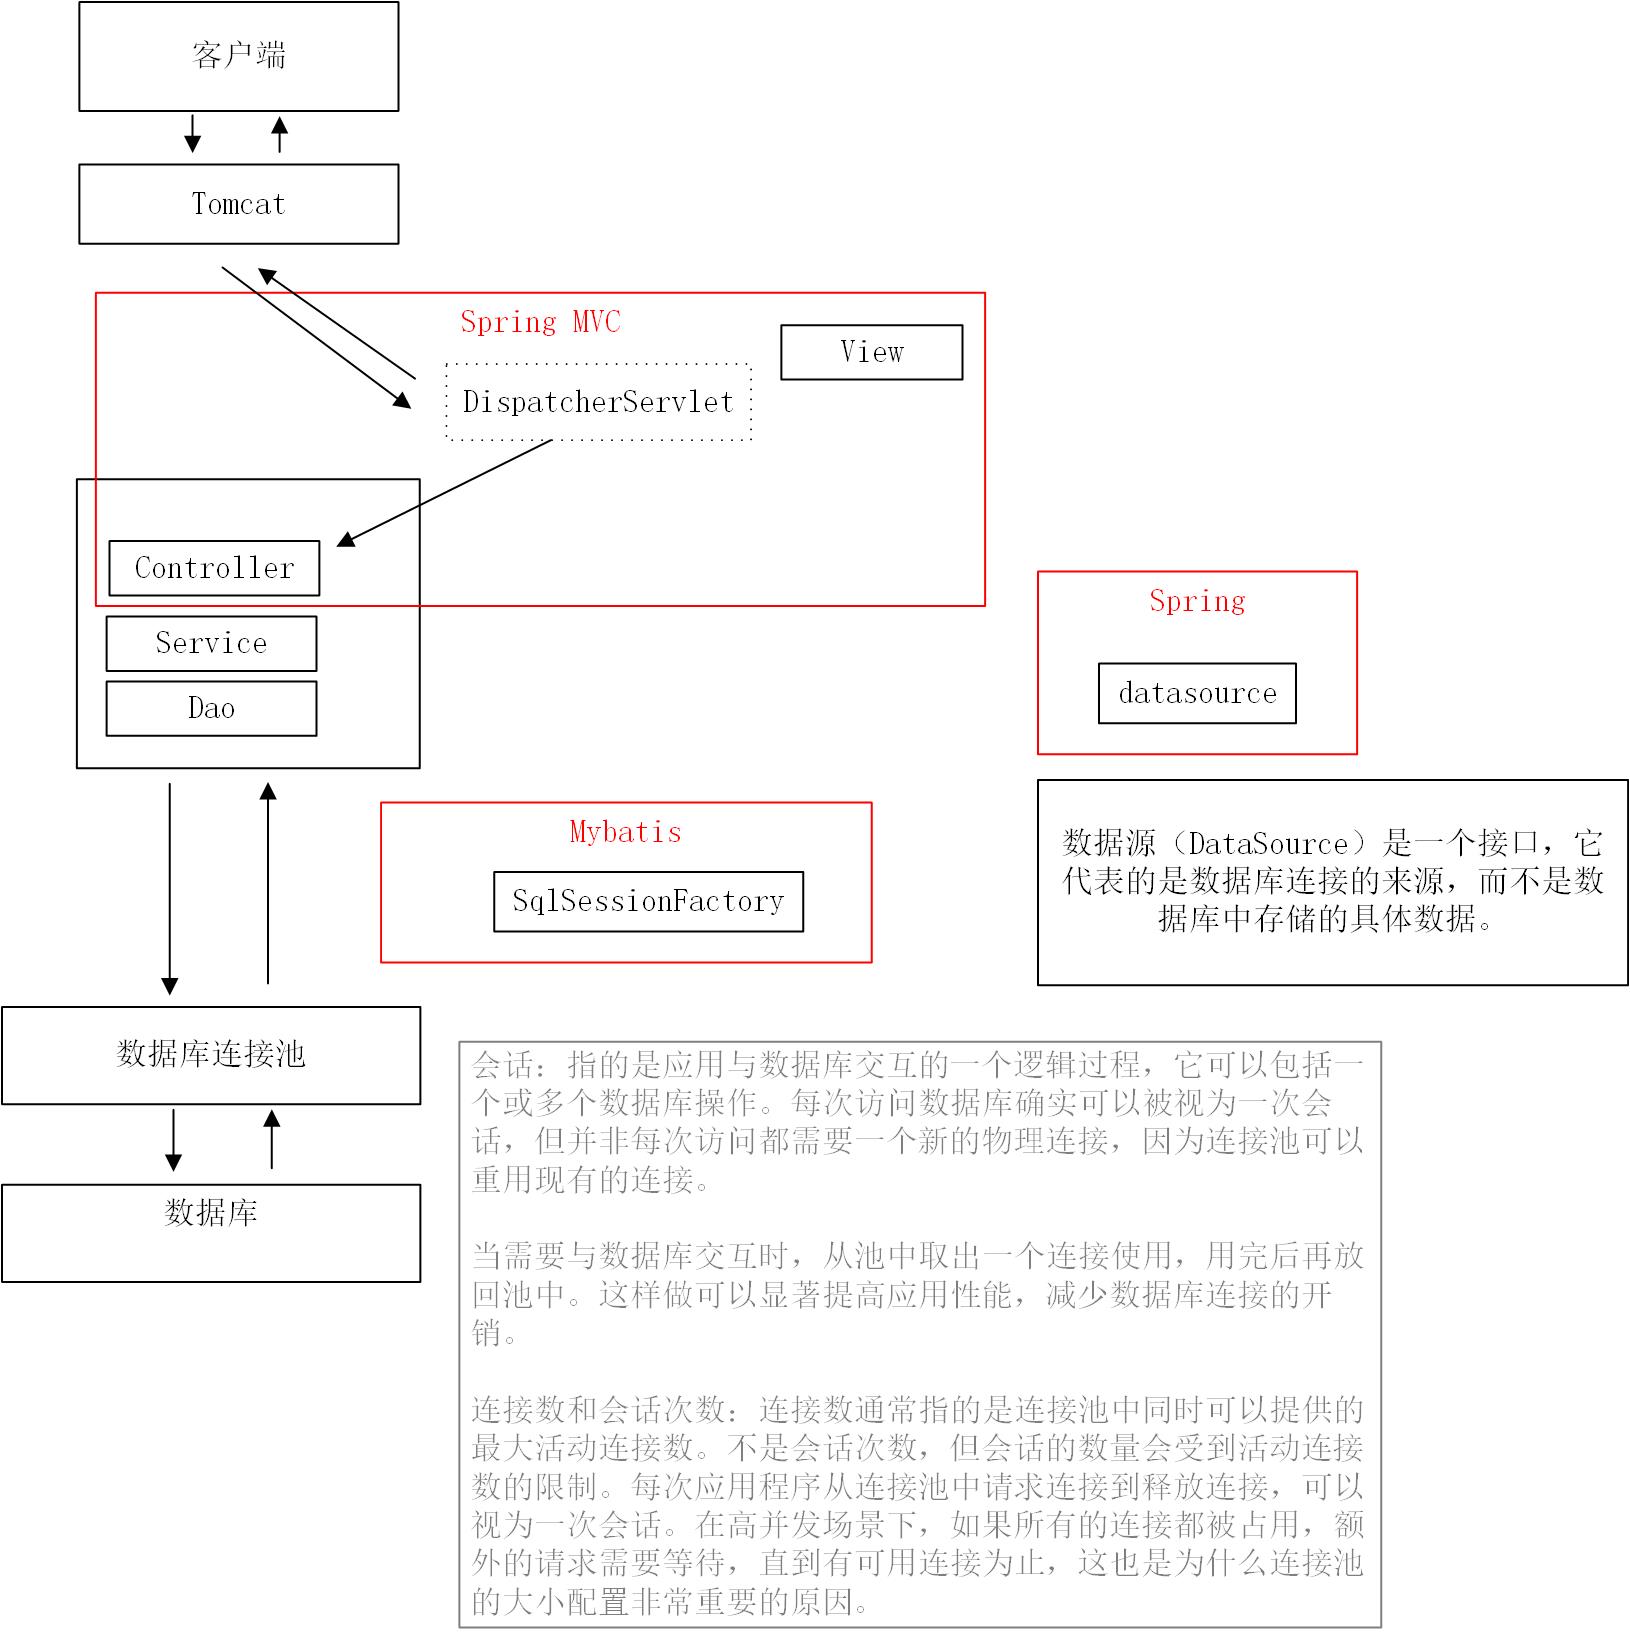 客户端
Tomcat
Spring MVC
View
DispatcherServlet
Controller
Service
Dao
Spring
datasource
Mybatis
SqlSessionFactory
数据源（DataSource）是一个接口，它
代表的是数据库连接的来源，而不是数
据库中存储的具体数据。
数据库连接池
数据库
会话：指的是应用与数据库交互的一个逻辑过程，它可以包括一
个或多个数据库操作。每次访问数据库确实可以被视为一次会
话，但并非每次访问都需要一个新的物理连接，因为连接池可以
重用现有的连接。
当需要与数据库交互时，从池中取出一个连接使用，用完后再放
回池中。这样做可以显著提高应用性能，减少数据库连接的开
销。
连接数和会话次数：连接数通常指的是连接池中同时可以提供的
最大活动连接数。不是会话次数，但会话的数量会受到活动连接
数的限制。每次应用程序从连接池中请求连接到释放连接，可以
视为一次会话。在高并发场景下，如果所有的连接都被占用，额
外的请求需要等待，直到有可用连接为止，这也是为什么连接池
的大小配置非常重要的原因。